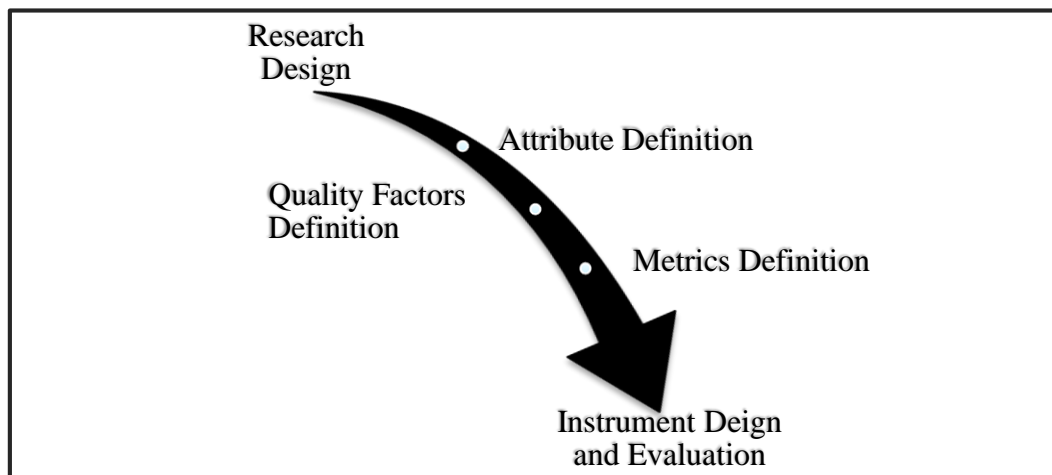 Research
Design
Attribute Definition
Quality Factors
Definition
Metrics Definition
Instrument Deign
and Evaluation